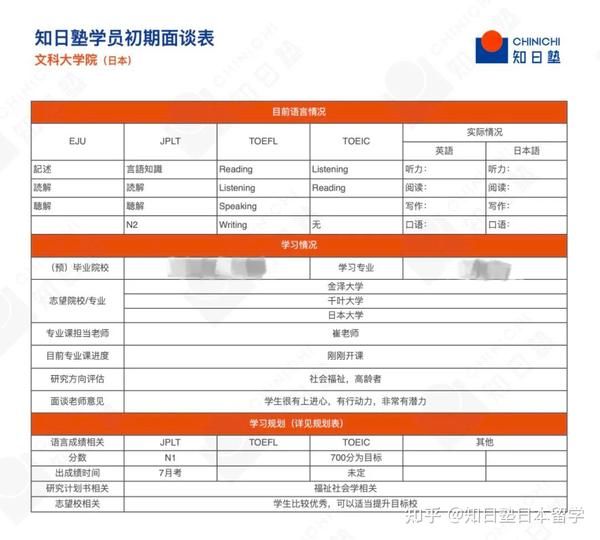 知日塾学员初期面谈表
文科大学院（日本）
CHINICHI
知日塾
目前语言情况
EJU JPLT TOEFL TOEIC 实际情况
英語 日本語
記述 言語知識 Reading Listening 听力： 听力：
読解 読解 Listening Reading 阅读： 阅读：
聴解 聴解 Speaking 写作： 写作：
N2 Writing 无 口语： 口语：
学习情况
（预）毕业院校 学习专业
志望院校/专业 金泽大学
千叶大学
日本大学
专业课担当老师 崔老师
目前专业课进度 刚刚开课
研究方向评估 社会福祉，高龄者
面谈老师意见 学生很有上进心，有行动力，非常有潜力
学习规划（详见规划表）
语言成绩相关 JPLT TOEFL TOEIC 其他
分数 N1 700分为目标
出成绩时间 7月考 未定
研究计划书相关 福祉社会学相关
志望校相关 学生比较优秀，可以适当提升目标校
知乎 @知日塾日本留学